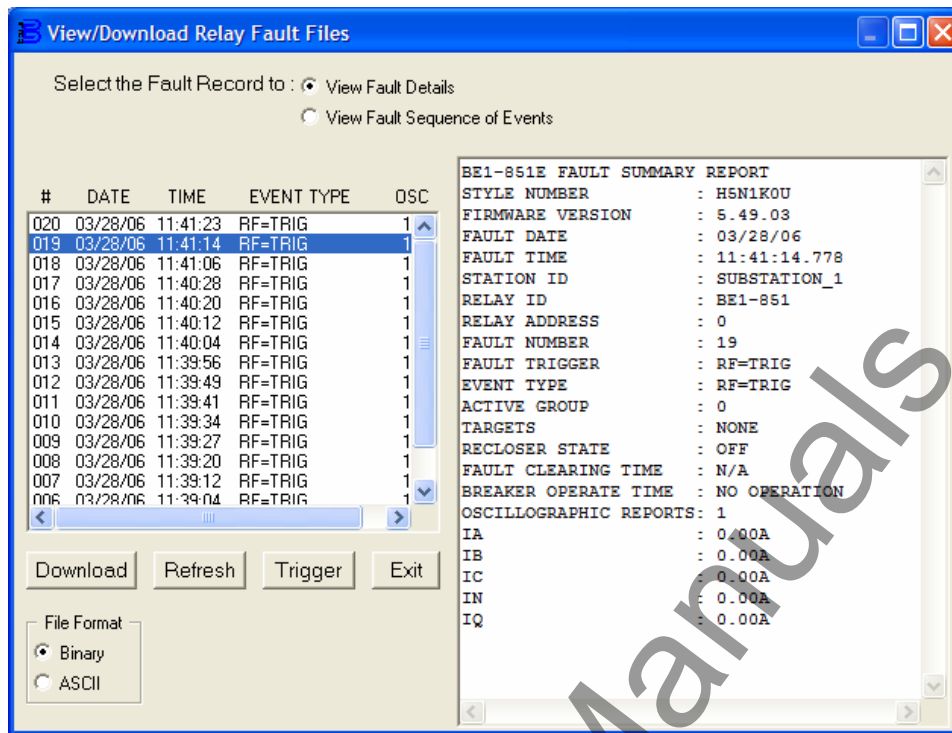 View/Download Relay Fault Files
Select the Fault Record to : View Fault Details
View Fault Sequence of Events
# DATE TIME EVENT TYPE OSC
020 03/28/06 11:41:23 RF=TRIG 1
019 03/28/06 11:41:14 RF=TRIG 1
018 03/28/06 11:41:06 RF=TRIG 1
017 03/28/06 11:40:28 RF=TRIG 1
016 03/28/06 11:40:20 RF=TRIG 1
015 03/28/06 11:40:12 RF=TRIG 1
014 03/28/06 11:40:04 RF=TRIG 1
013 03/28/06 11:39:56 RF=TRIG 1
012 03/28/06 11:39:49 RF=TRIG 1
011 03/28/06 11:39:41 RF=TRIG 1
010 03/28/06 11:39:34 RF=TRIG 1
009 03/28/06 11:39:27 RF=TRIG 1
008 03/28/06 11:39:20 RF=TRIG 1
007 03/28/06 11:39:12 RF=TRIG 1
006 03/28/06 11:39:04 RF=TRIG 1
Download Refresh Trigger Exit
File Format
Binary
ASCII
BE1-851E FAULT SUMMARY REPORT
STYLE NUMBER : H5N1K0U
FIRMWARE VERSION : 5.49.03
FAULT DATE : 03/28/06
FAULT TIME : 11:41:14.778
STATION ID : SUBSTATION_1
RELAY ID : BE1-851
RELAY ADDRESS : 0
FAULT NUMBER : 19
FAULT TRIGGER : RF=TRIG
EVENT TYPE : RF=TRIG
ACTIVE GROUP : 0
TARGETS : NONE
RECLOSER STATE : OFF
FAULT CLEARING TIME : N/A
BREAKER OPERATE TIME : NO OPERATION
OSCILLOGRAPHIC REPORTS: 1
IA : 0.00A
IB : 0.00A
IC : 0.00A
IN : 0.00A
IQ : 0.00A
Manuals